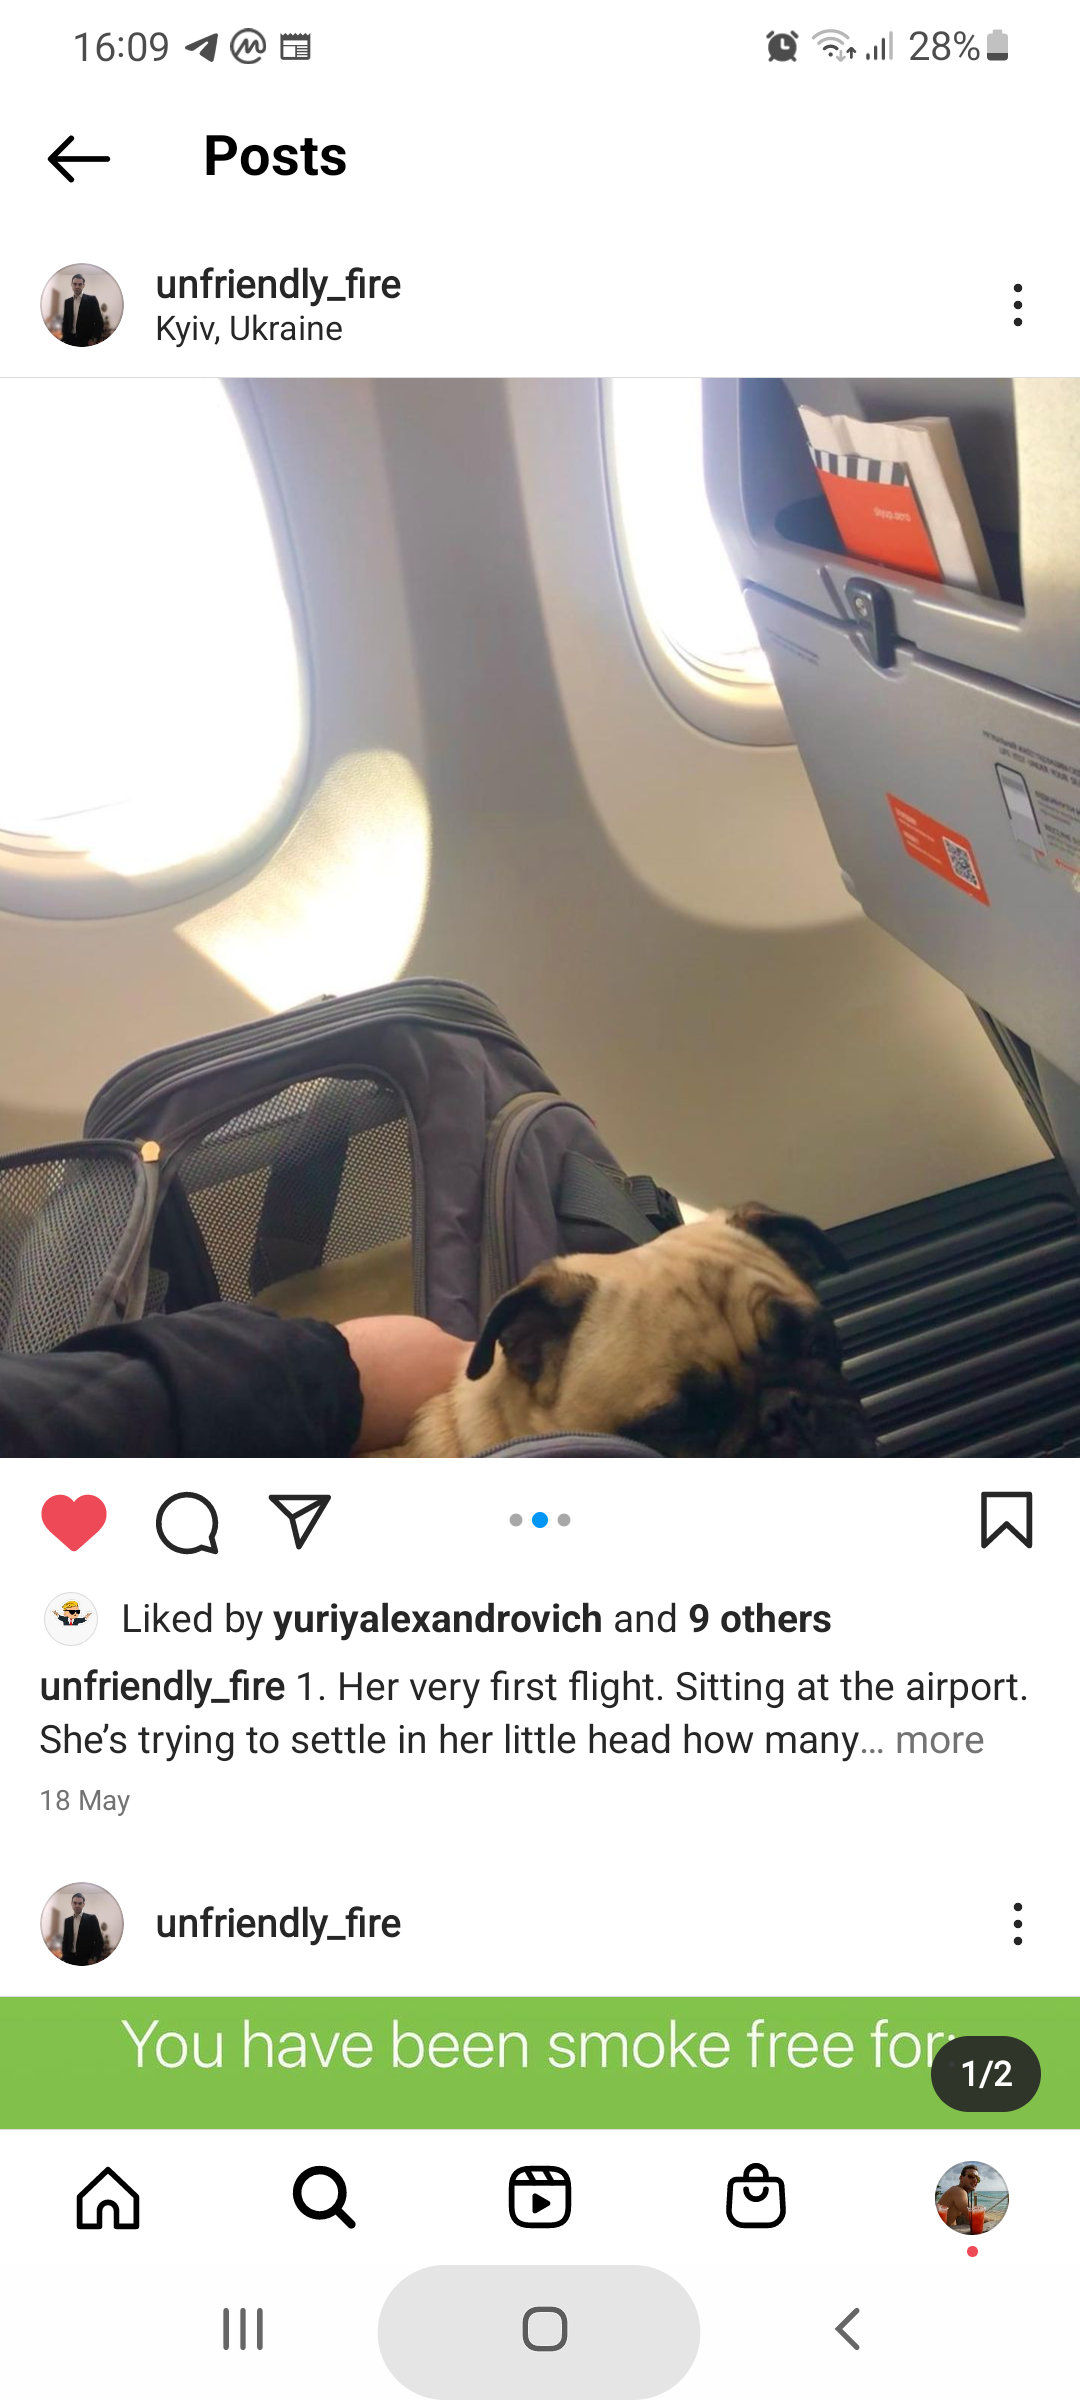 16:09
28%
Posts
unfriendly_fire
Kyiv, Ukraine
skyup.aero
Liked by yuriyalexandrovich and 9 others
unfriendly_fire 1. Her very first flight. Sitting at the airport.
She’s trying to settle in her little head how many... more
18 May
unfriendly_fire
You have been smoke free for:
1/2